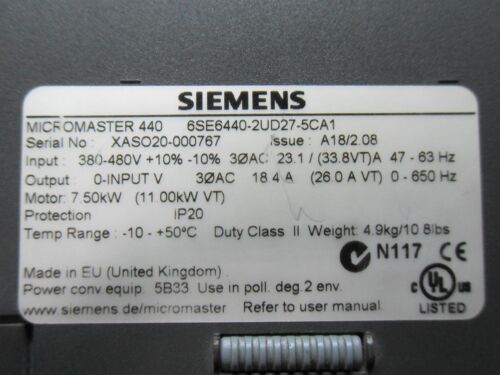 SIEMENS
MICROMASTER 440 6SE6440-2UD27-5CA1
Serial No : XASO20-000767 Issue : A18/2.08
Input : 380-480V +10% -10% 3ØAC 23.1 / (33.8VT)A 47 - 63 Hz
Output : 0-INPUT V 3ØAC 18.4 A (26.0 A VT) 0 - 650 Hz
Motor: 7.50kW (11.00kW VT)
Protection IP20
Temp Range : -10 - +50°C Duty Class II Weight: 4.9kg/10.8lbs
N117 CE
Made in EU (United Kingdom) .
Power conv equip. 5B33. Use in poll. deg.2 env.
C UL US
www.siemens.de/micromaster Refer to user manual.
LISTED